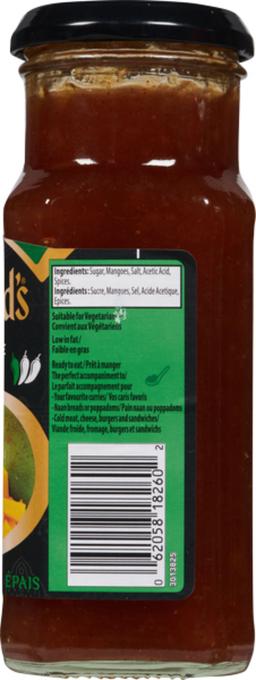 d's®
Ingredients: Sugar, Mangoes, Salt, Acetic Acid,
Spices.
Ingrédients: Sucre, Mangues, Sel, Acide Acetique,
Epices.
Suitable for Vegetarians
Convient aux Végétariens
Low in fat/
Faible en gras
Ready to eat/Prêt à manger
The perfect accompaniment to/
Le parfait accompagnement pour
- Your favourite curries/ Vos caris favoris
- Naan breads or poppadoms/Pain naan ou poppadoms
- Cold meat, cheese, burgers and sandwiches/
Viande froide, fromage, burgers et sandwichs
0 62058 18260 2
3013825
ÉPAIS